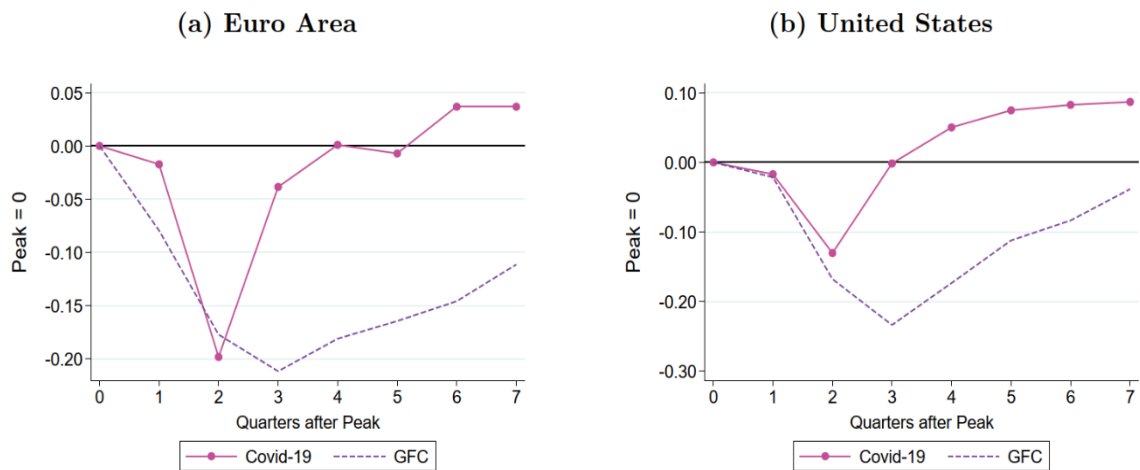 (a) Euro Area
Peak = 0
0.05
0.00
-0.05
-0.10
-0.15
-0.20
0 1 2 3 4 5 6 7
Quarters after Peak
Covid-19 GFC
(b) United States
Peak = 0
0.10
0.00
-0.10
-0.20
-0.30
0 1 2 3 4 5 6 7
Quarters after Peak
Covid-19 GFC